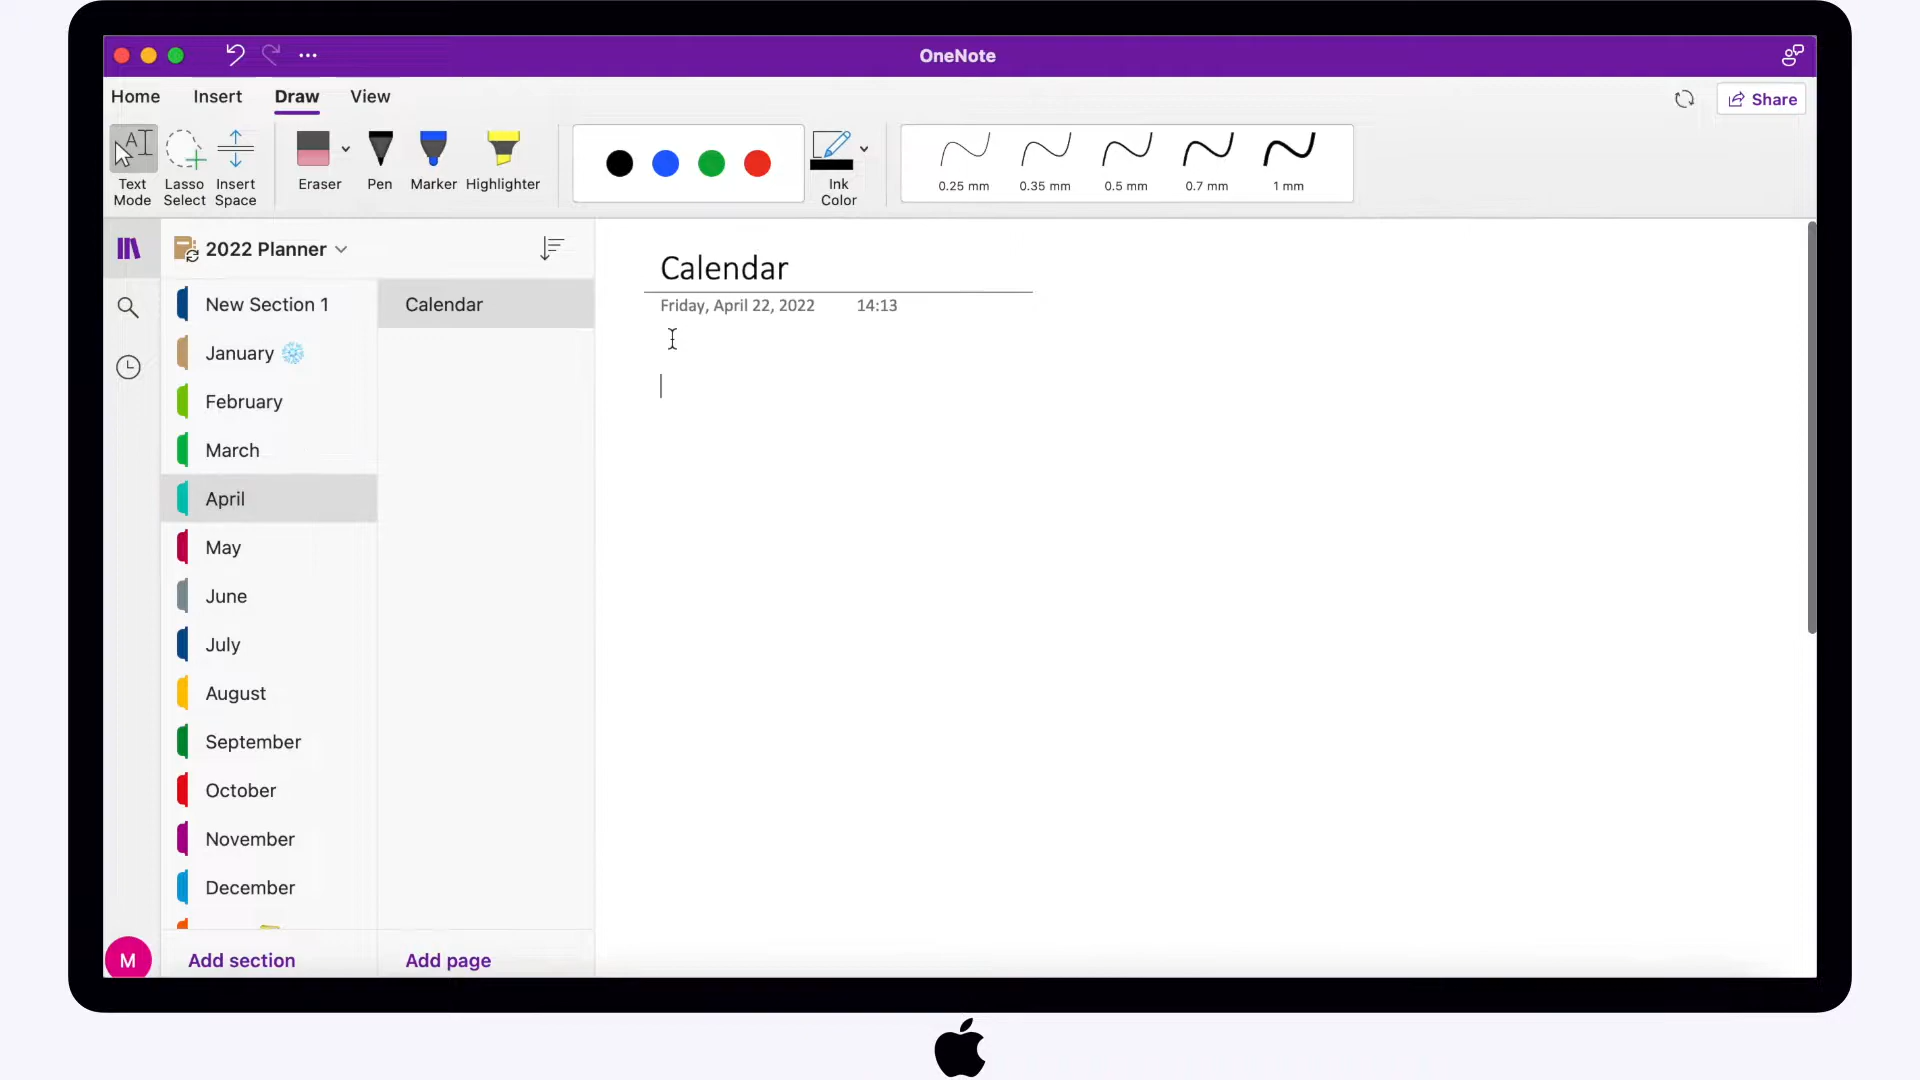 OneNote
Home Insert Draw View
Share
Text Mode
Lasso Select
Insert Space
Eraser
Pen
Marker
Highlighter
Ink Color
0.25 mm
0.35 mm
0.5 mm
0.7 mm
1 mm
2022 Planner
New Section 1
January
February
March
April
May
June
July
August
September
October
November
December
Add section
M
Calendar
Add page
Calendar
Friday, April 22, 2022 14:13